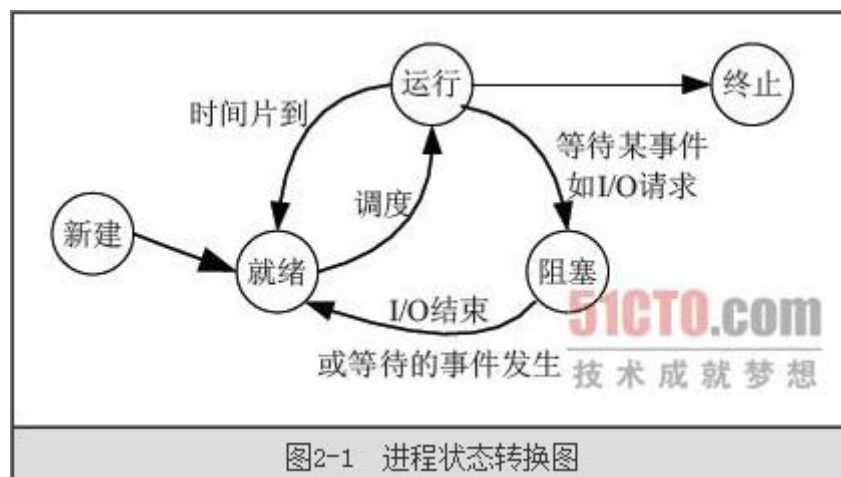 运行
终止
时间片到
等待某事件
如I/O请求
调度
新建
就绪
阻塞
I/O结束
或等待的事件发生
51CTO.com
技术成就梦想
图2-1 进程状态转换图